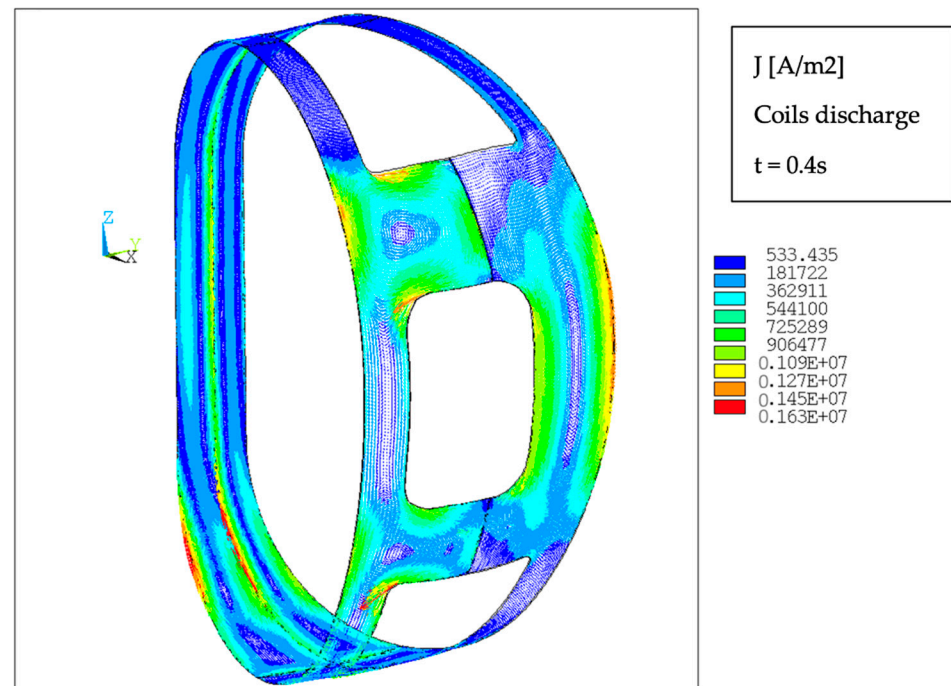 J [A/m2]
Coils discharge
t = 0.4s
Z
Y
X
533.435
181722
362911
544100
725289
906477
0.109E+07
0.127E+07
0.145E+07
0.163E+07